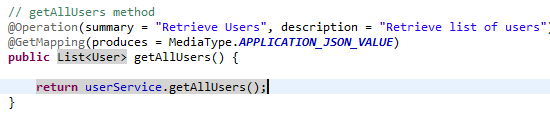 // getAllUsers method
@Operation(summary = "Retrieve Users", description = "Retrieve list of users")
@GetMapping(produces = MediaType.APPLICATION_JSON_VALUE)
public List<User> getAllUsers() {
return userService.getAllUsers();
}